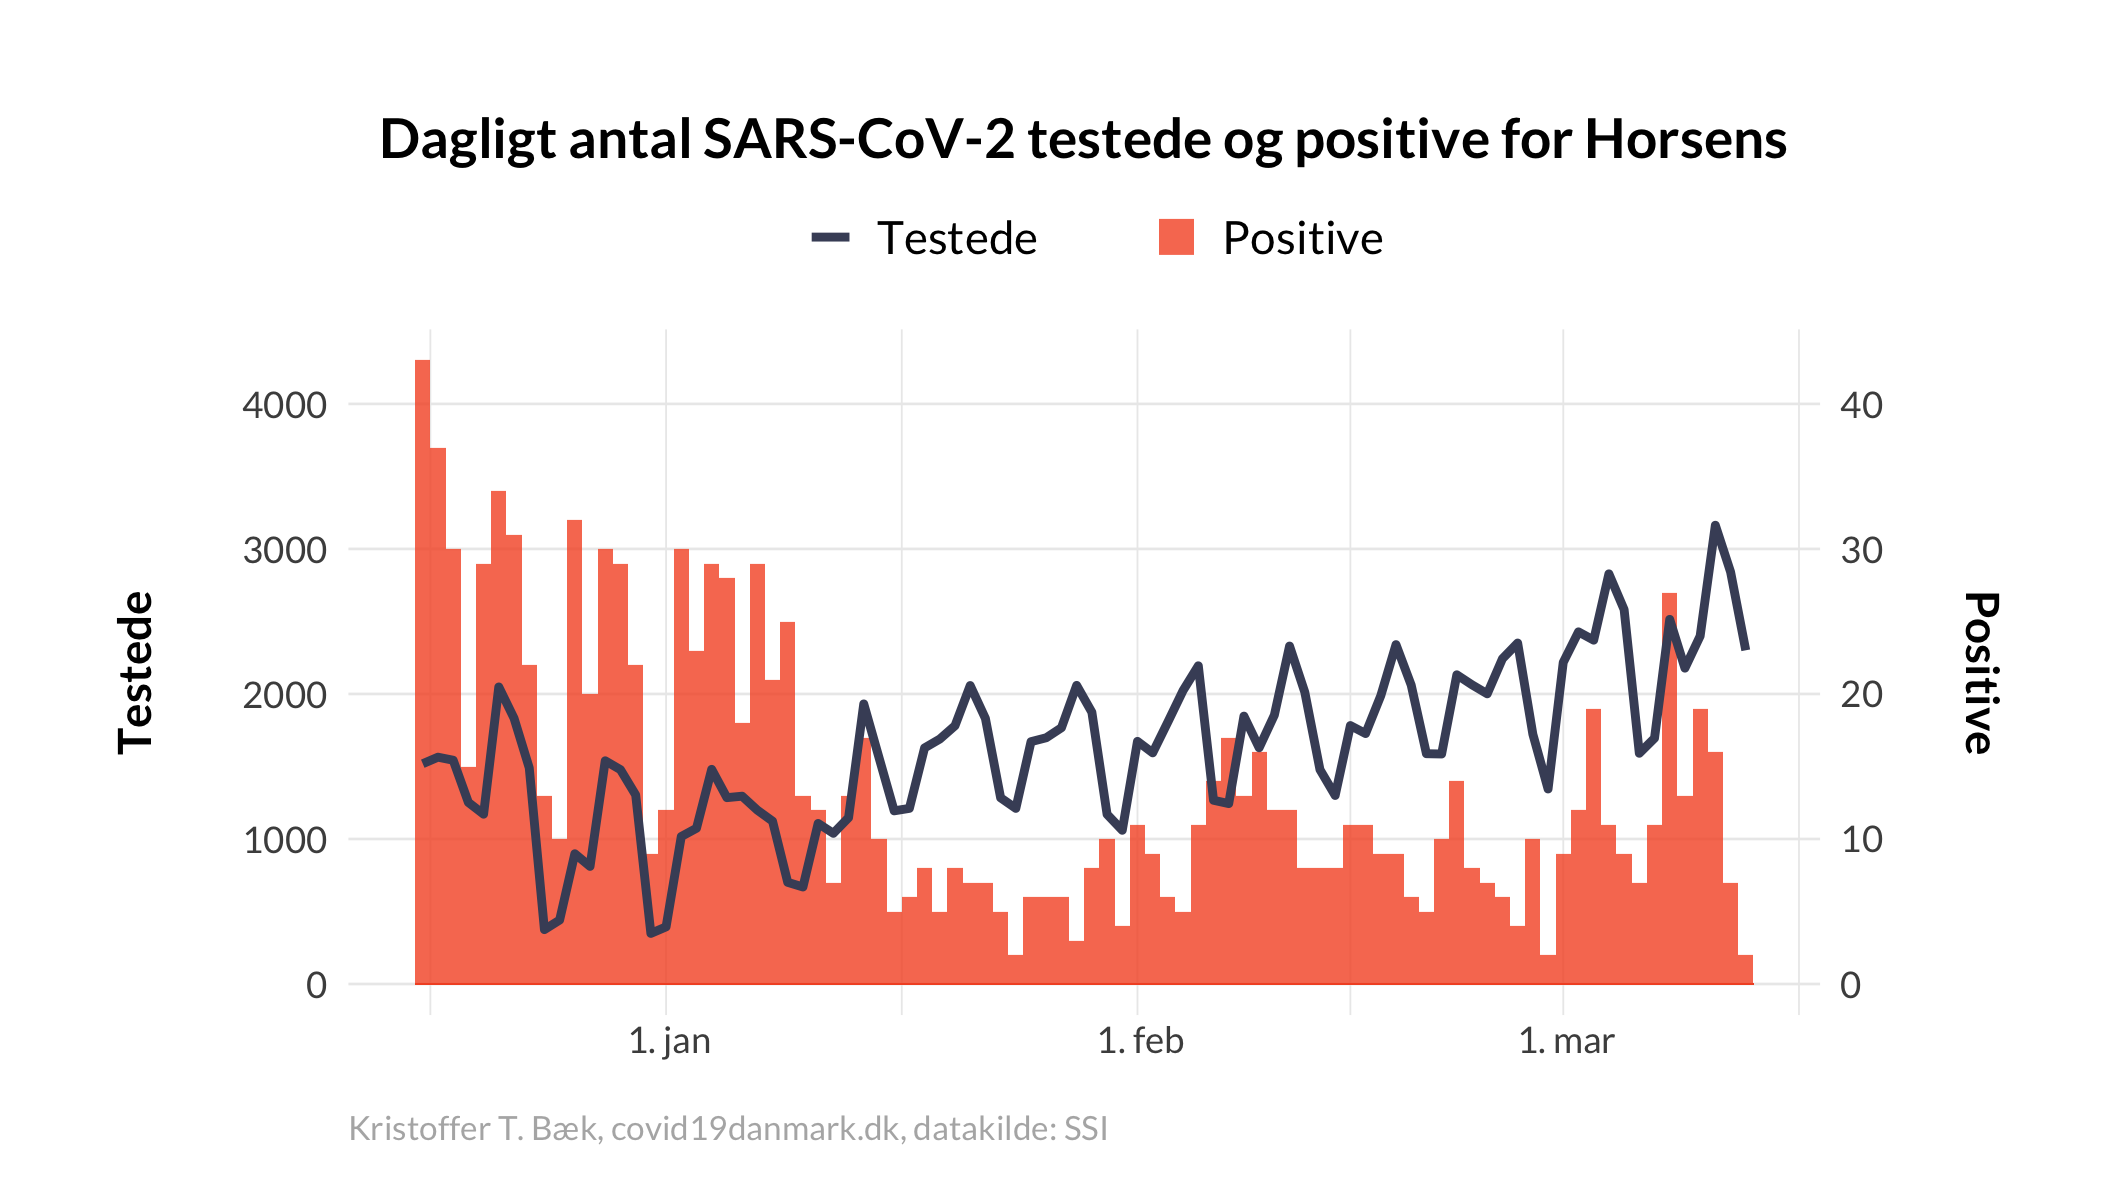 Dagligt antal SARS-CoV-2 testede og positive for Horsens
Testede
Positive
4000
3000
2000
1000
0
Testede
40
30
20
10
0
Positive
1. jan
1. feb
1. mar
Kristoffer T. Bæk, covid19danmark.dk, datakilde: SSI